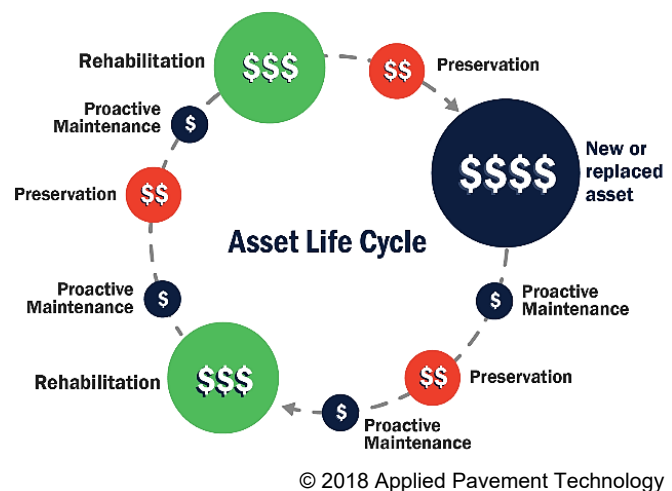 Rehabilitation
$$$
$$
Preservation
Proactive
Maintenance
$
$$$$
New or
replaced
asset
Preservation
$$
Asset Life Cycle
Proactive
Maintenance
$
$
Proactive
Maintenance
Rehabilitation
$$$
$$
Preservation
$
Proactive
Maintenance
© 2018 Applied Pavement Technology